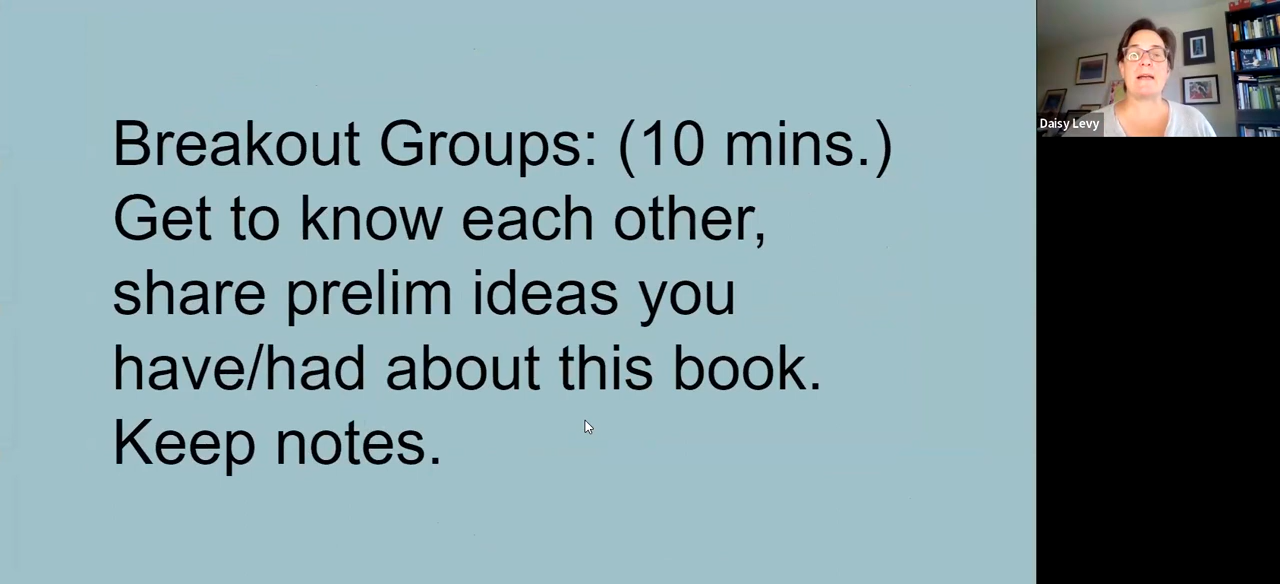 Breakout Groups: (10 mins.)
Get to know each other,
share prelim ideas you
have/had about this book.
Keep notes.
Daisy Levy